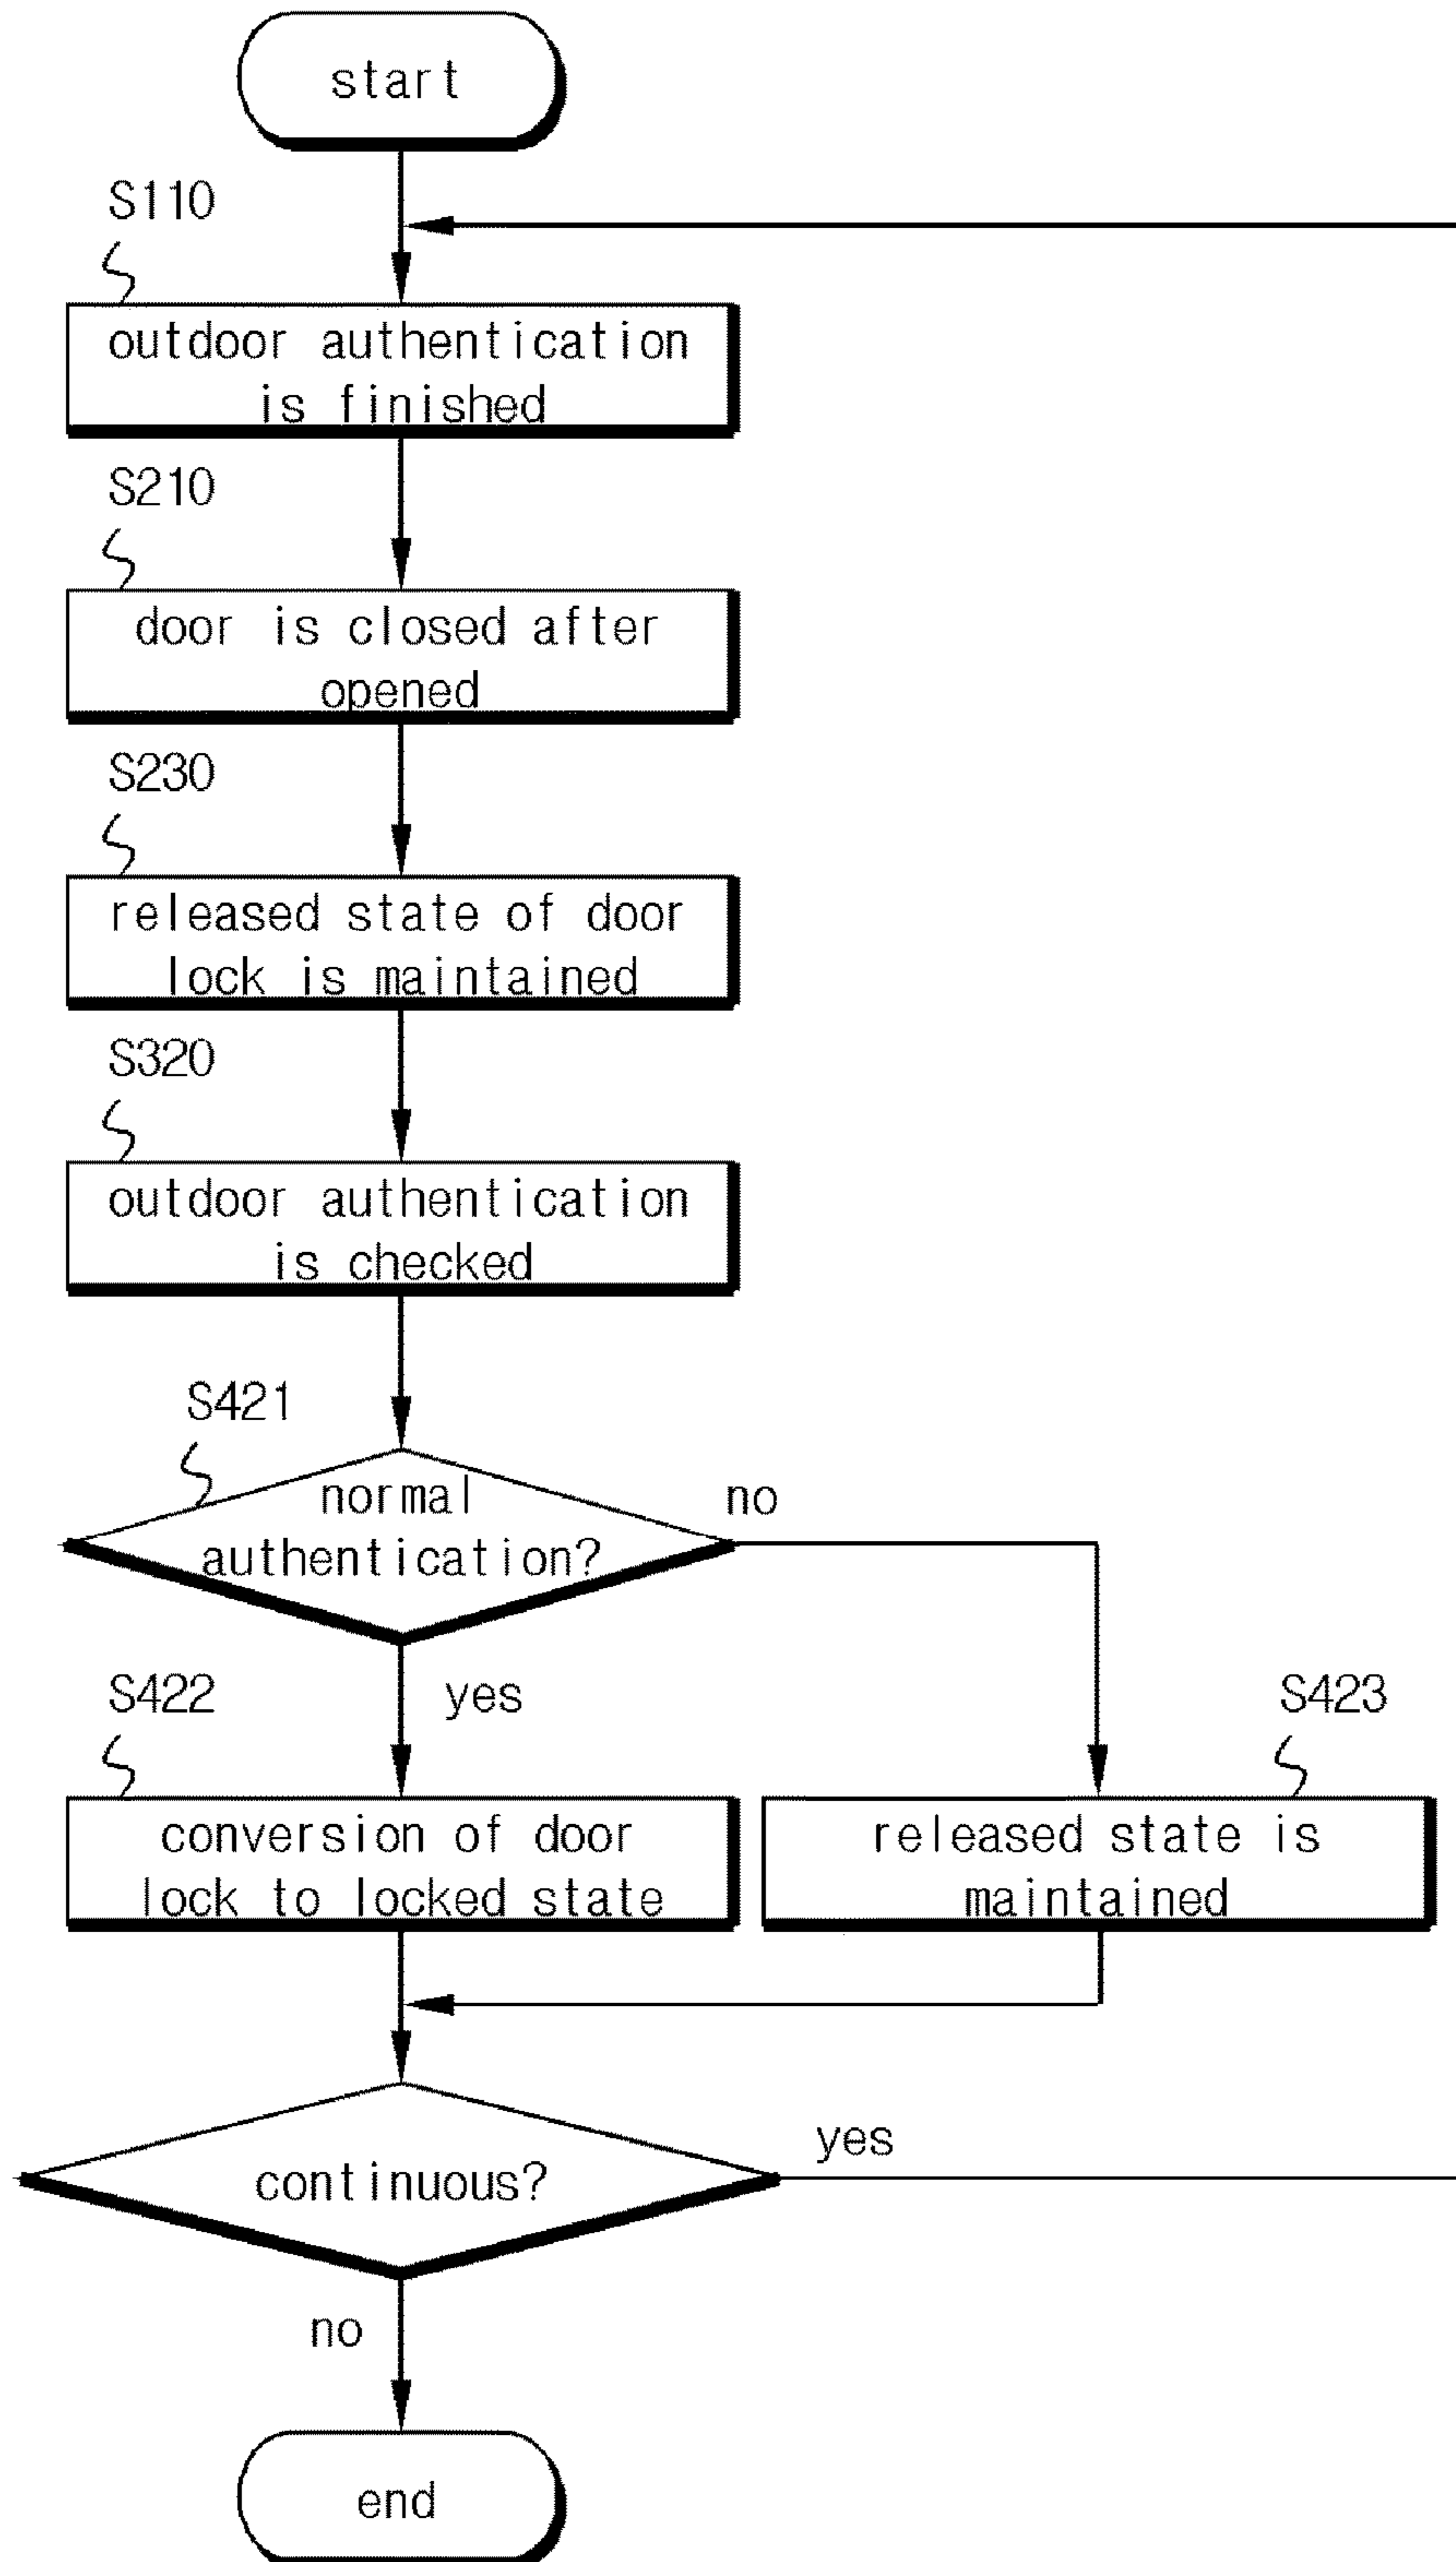 start
S110
outdoor authentication
is finished
S210
door is closed after
opened
S230
released state of door
lock is maintained
S320
outdoor authentication
is checked
S421
normal
authentication?
no
yes
S422
conversion of door
lock to locked state
S423
released state is
maintained
continuous?
yes
no
end